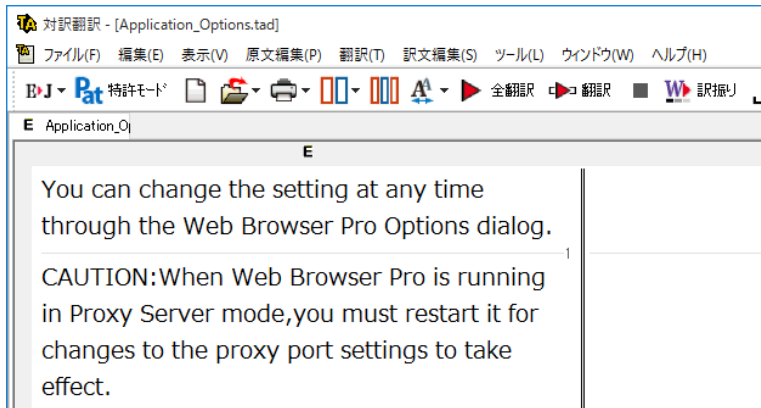 対訳翻訳 - [Application_Options.tad]
ファイル(F) 編集(E) 表示(V) 原文編集(P) 翻訳(T) 訳文編集(S) ツール(L) ウィンドウ(W) ヘルプ(H)
E▸J Pat 特許モード 全翻訳 翻訳 W 訳振り
E Application_O
E
You can change the setting at any time
through the Web Browser Pro Options dialog.
1
CAUTION:When Web Browser Pro is running
in Proxy Server mode,you must restart it for
changes to the proxy port settings to take
effect.